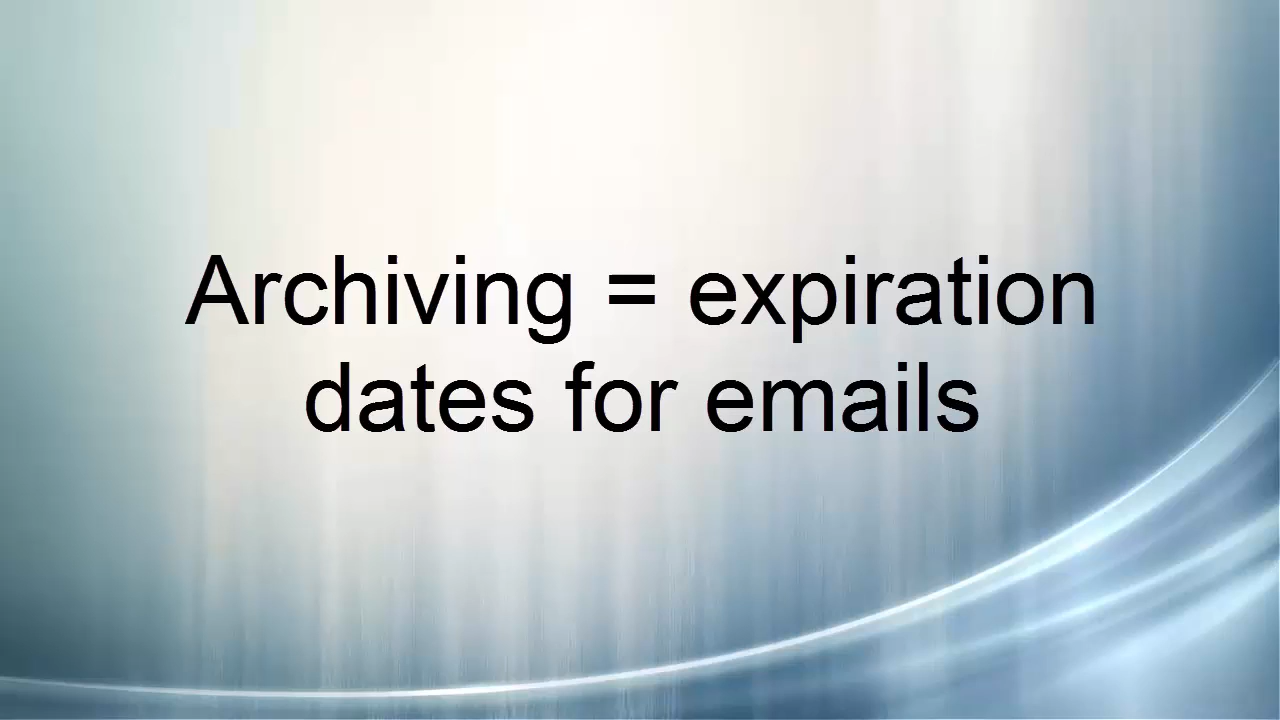 Archiving = expiration
dates for emails